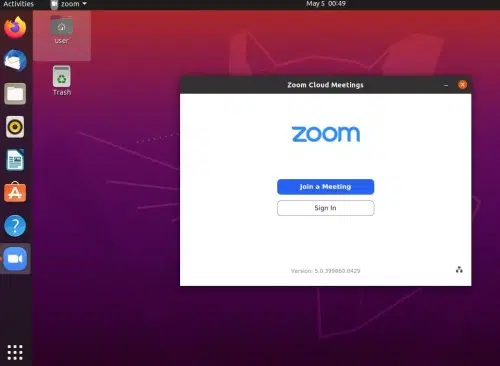 Activities
zoom
May 5 00:49
user
Trash
Zoom Cloud Meetings
zoom
Join a Meeting
Sign In
Version: 5.0.399860.0429